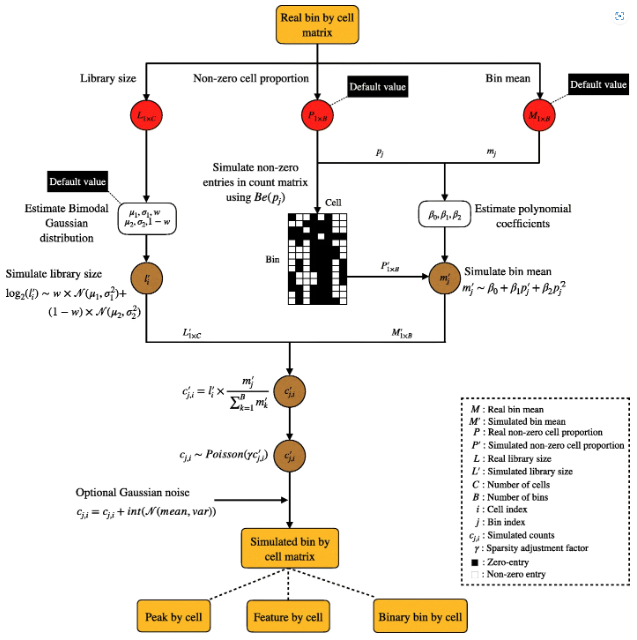 Real bin by cell
matrix
Library size
Non-zero cell proportion
Bin mean
Default value
Default value
L₁ₓC
P₁ₓB
M₁ₓB
pⱼ
mⱼ
Simulate non-zero
entries in count matrix
using Be(pⱼ)
Default value
Cell
Estimate Bimodal
Gaussian
distribution
μ₁, σ₁, w
μ₂, σ₂, 1 − w
β₀, β₁, β₂
Estimate polynomial
coefficients
Bin
P′₁ₓB
Simulate library size
log₂(l′ᵢ) ~ w × 𝒩(μ₁, σ₁²)+
(1 − w) × 𝒩(μ₂, σ₂²)
l′ᵢ
m′ⱼ
Simulate bin mean
m′ⱼ ~ β₀ + β₁p′ⱼ + β₂p′ⱼ²
L′₁ₓC
M′₁ₓB
c′ⱼ,ᵢ = l′ᵢ × m′ⱼ / ∑ᴮₖ₌₁ m′ₖ
c′ⱼ,ᵢ
cⱼ,ᵢ ~ Poisson(γc′ⱼ,ᵢ)
c′ⱼ,ᵢ
Optional Gaussian noise
cⱼ,ᵢ = cⱼ,ᵢ + int(𝒩(mean, var))
Simulated bin by
cell matrix
Peak by cell
Feature by cell
Binary bin by cell
M : Real bin mean
M′ : Simulated bin mean
P : Real non-zero cell proportion
P′ : Simulated non-zero cell proportion
L : Real library size
L′ : Simulated library size
C : Number of cells
B : Number of bins
i : Cell index
j : Bin index
cⱼ,ᵢ : Simulated counts
γ : Sparsity adjustment factor
■ : Zero-entry
□ : Non-zero entry